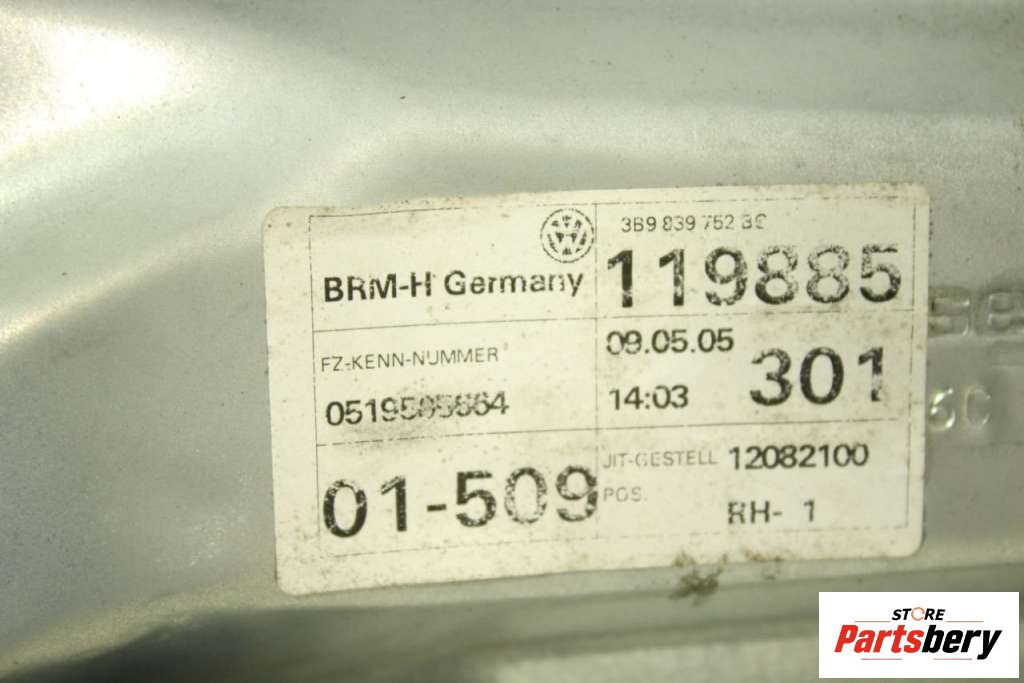 3B9 839 752
BRM-H Germany
119885
FZ-KENN-NUMMER
09.05.05
14:03
301
01-509
JIT-GESTELL 12082100
POS.
RH- 1
STORE
Partsbery